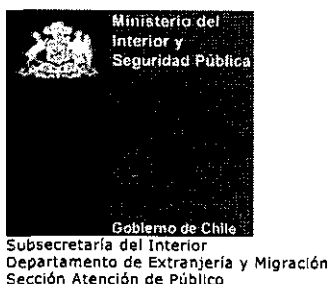 Ministerio del
Interior y
Seguridad Pública
Gobierno de Chile
Subsecretaría del Interior
Departamento de Extranjería y Migración
Sección Atención de Público